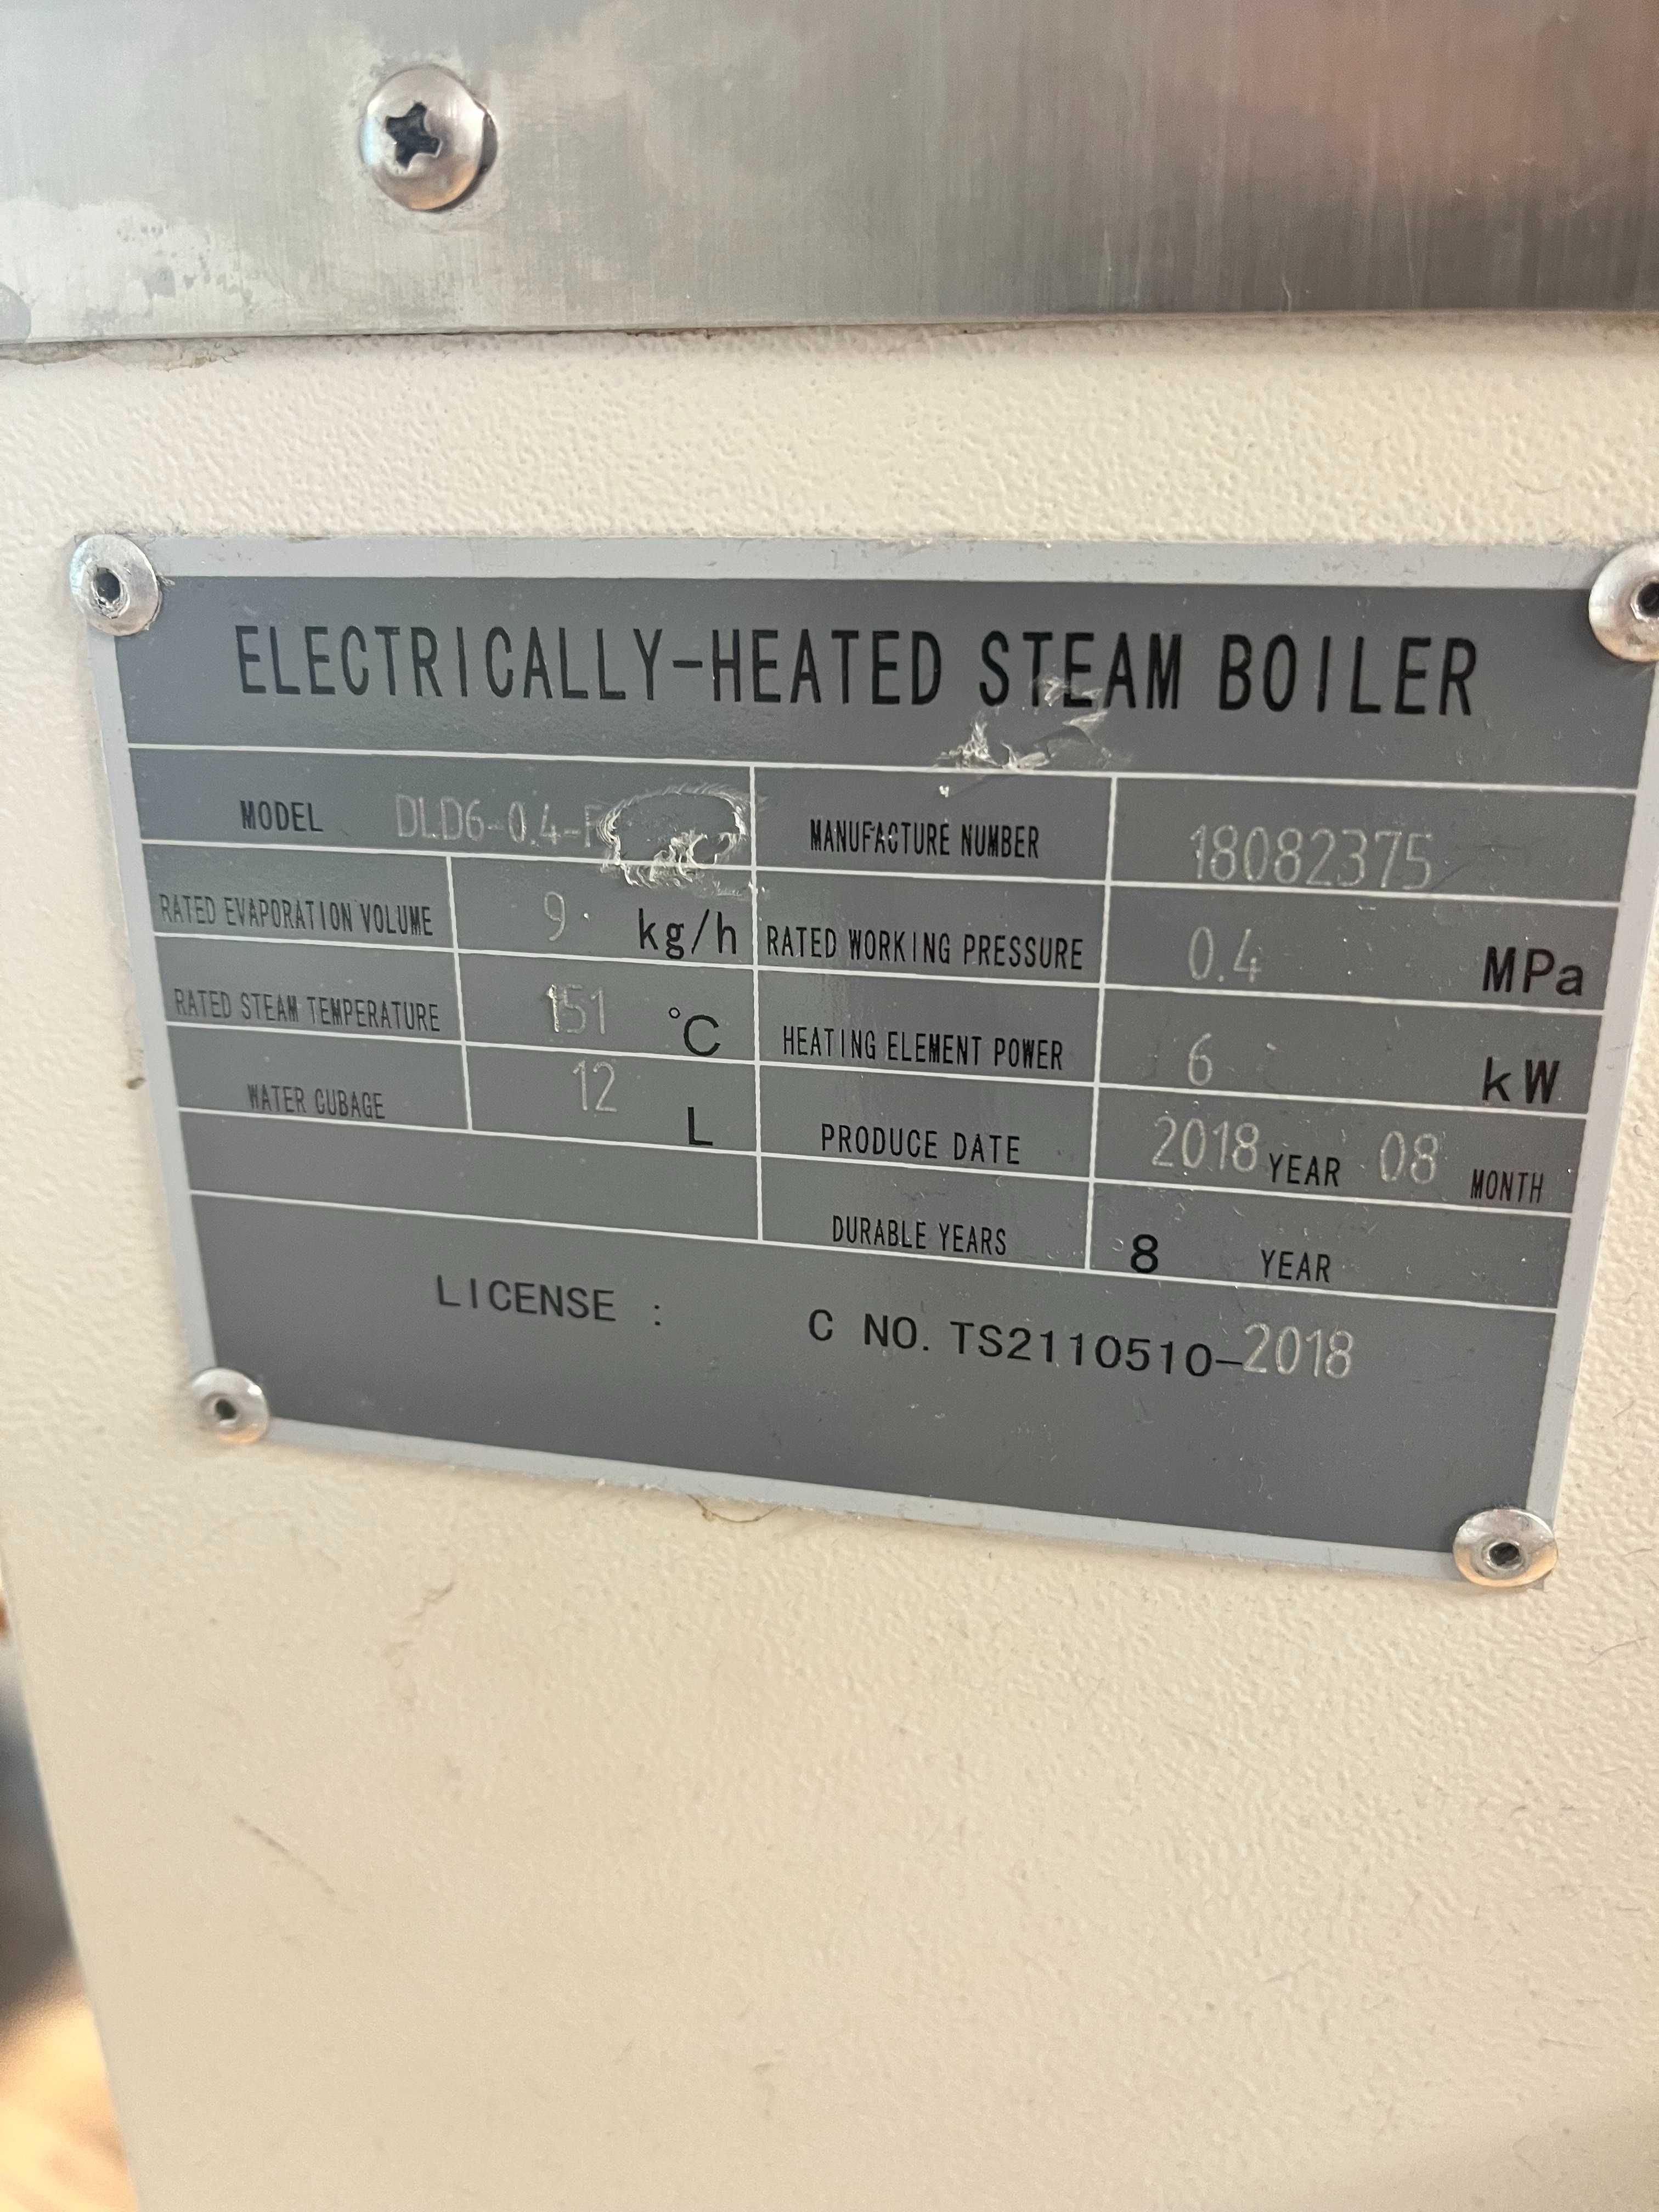 ELECTRICALLY-HEATED STEAM BOILER
MODEL DLD6-0.4- MANUFACTURE NUMBER 18082375
RATED EVAPORATION VOLUME 9 kg/h RATED WORKING PRESSURE 0.4 MPa
RATED STEAM TEMPERATURE 151 °C HEATING ELEMENT POWER 6 kW
WATER CUBAGE 12 L PRODUCE DATE 2018 YEAR 08 MONTH
DURABLE YEARS 8 YEAR
LICENSE : C NO. TS2110510-2018